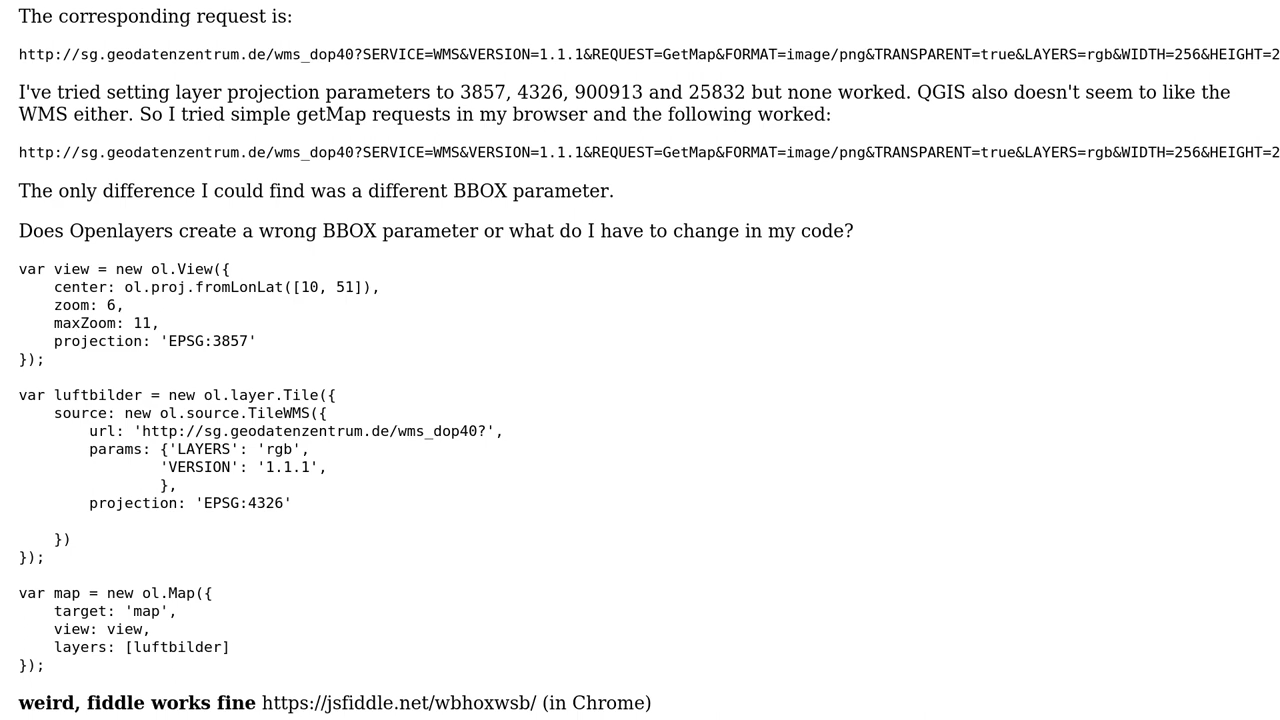 The corresponding request is:
http://sg.geodatenzentrum.de/wms_dop40?SERVICE=WMS&VERSION=1.1.1&REQUEST=GetMap&FORMAT=image/png&TRANSPARENT=true&LAYERS=rgb&WIDTH=256&HEIGHT=2
I've tried setting layer projection parameters to 3857, 4326, 900913 and 25832 but none worked. QGIS also doesn't seem to like the
WMS either. So I tried simple getMap requests in my browser and the following worked:
http://sg.geodatenzentrum.de/wms_dop40?SERVICE=WMS&VERSION=1.1.1&REQUEST=GetMap&FORMAT=image/png&TRANSPARENT=true&LAYERS=rgb&WIDTH=256&HEIGHT=2
The only difference I could find was a different BBOX parameter.
Does Openlayers create a wrong BBOX parameter or what do I have to change in my code?
var view = new ol.View({
    center: ol.proj.fromLonLat([10, 51]),
    zoom: 6,
    maxZoom: 11,
    projection: 'EPSG:3857'
});
var luftbilder = new ol.layer.Tile({
    source: new ol.source.TileWMS({
        url: 'http://sg.geodatenzentrum.de/wms_dop40?',
        params: {'LAYERS': 'rgb',
                'VERSION': '1.1.1',
                },
        projection: 'EPSG:4326'
    })
});
var map = new ol.Map({
    target: 'map',
    view: view,
    layers: [luftbilder]
});
weird, fiddle works fine https://jsfiddle.net/wbhoxwsb/ (in Chrome)